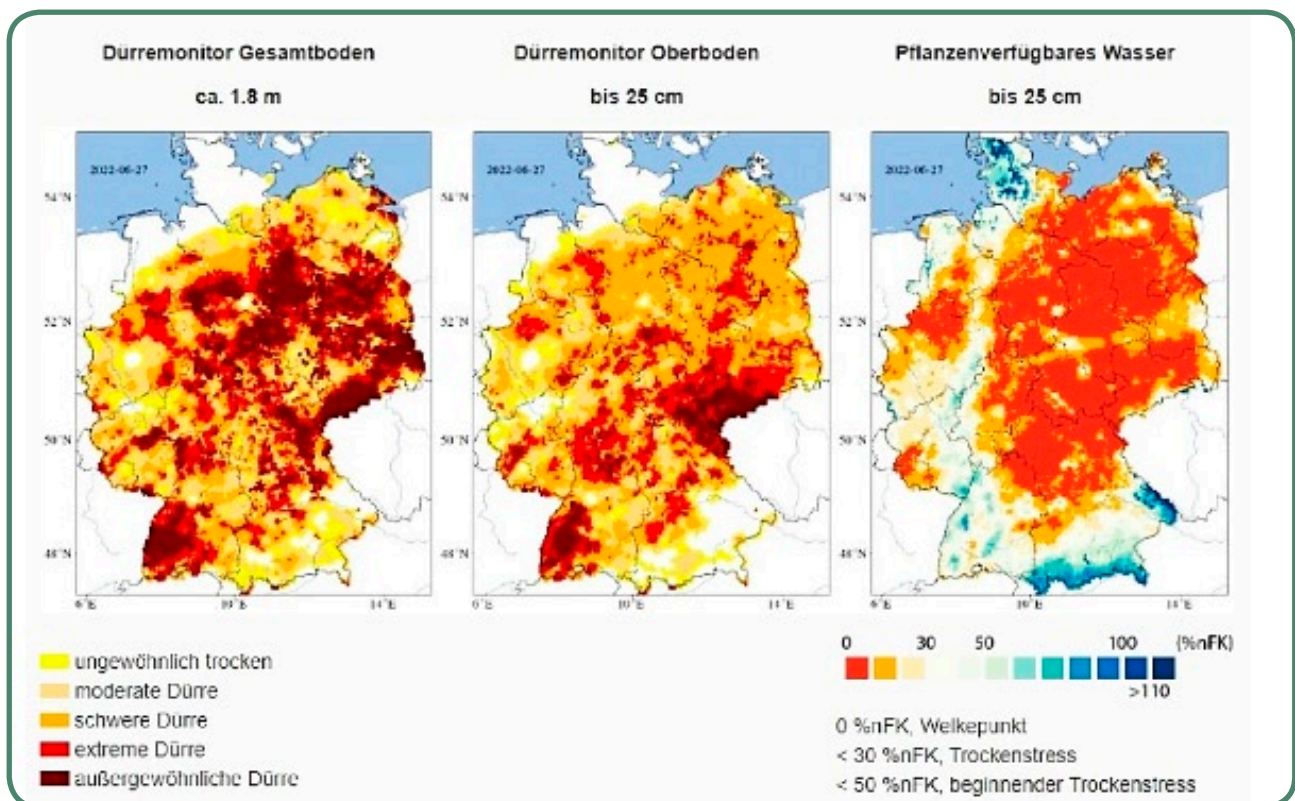 Dürremonitor Gesamtboden
ca. 1.8 m
Dürremonitor Oberboden
bis 25 cm
Pflanzenverfügbares Wasser
bis 25 cm
2022-06-27
2022-06-27
2022-06-27
54°N
52°N
50°N
48°N
6°E 10°E 14°E
54°N
52°N
50°N
48°N
6°E 10°E 14°E
54°N
52°N
50°N
48°N
6°E 10°E 14°E
ungewöhnlich trocken
moderate Dürre
schwere Dürre
extreme Dürre
außergewöhnliche Dürre
0 30 50 100 (%nFK)
>110
0 %nFK, Welkepunkt
< 30 %nFK, Trockenstress
< 50 %nFK, beginnender Trockenstress